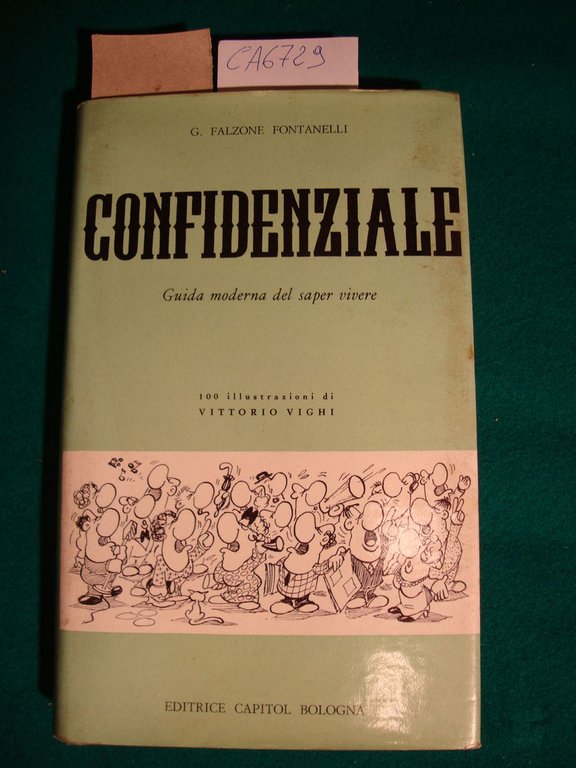 CA6729
G. FALZONE FONTANELLI
CONFIDENZIALE
Guida moderna del saper vivere
100 illustrazioni di
VITTORIO VIGHI
EDITRICE CAPITOL BOLOGNA